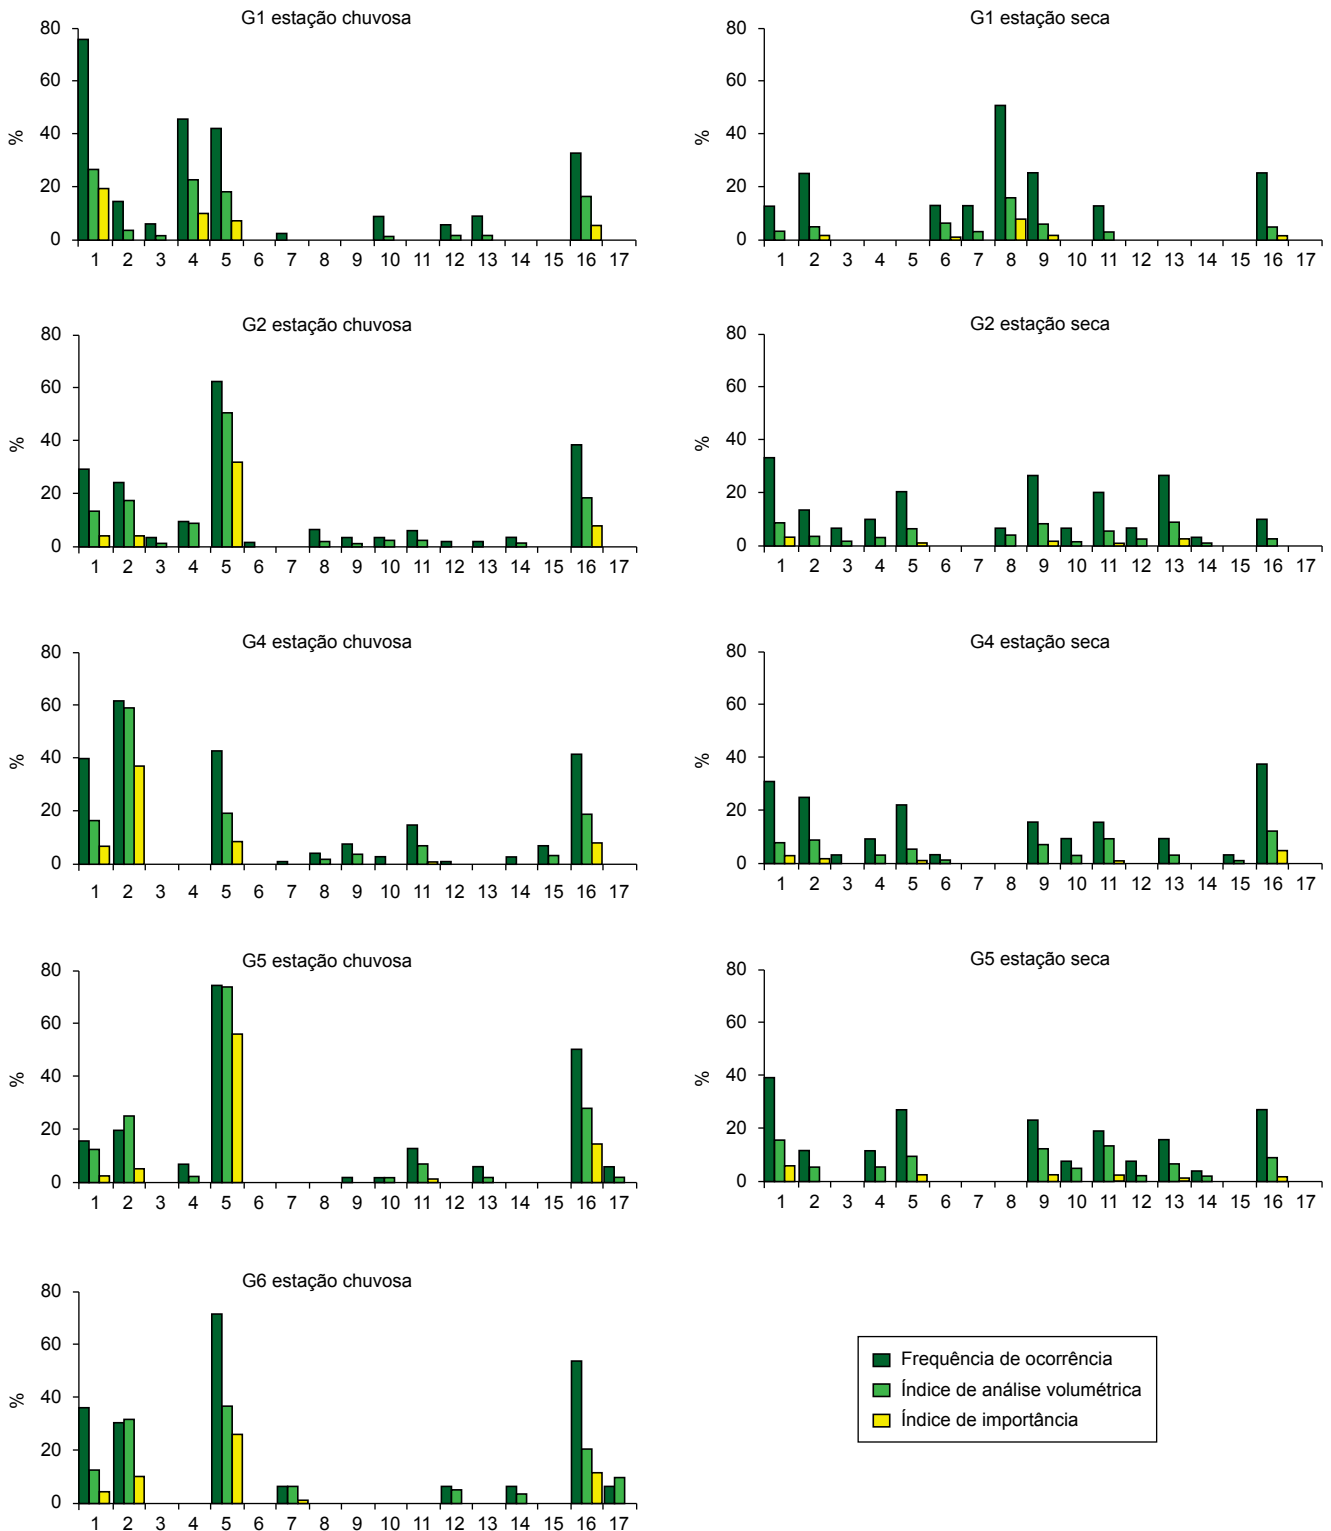 G1 estação chuvosa
80
60
40
20
0
%
1 2 3 4 5 6 7 8 9 10 11 12 13 14 15 16 17
G1 estação seca
80
60
40
20
0
%
1 2 3 4 5 6 7 8 9 10 11 12 13 14 15 16 17
G2 estação chuvosa
80
60
40
20
0
%
1 2 3 4 5 6 7 8 9 10 11 12 13 14 15 16 17
G2 estação seca
80
60
40
20
0
%
1 2 3 4 5 6 7 8 9 10 11 12 13 14 15 16 17
G4 estação chuvosa
80
60
40
20
0
%
1 2 3 4 5 6 7 8 9 10 11 12 13 14 15 16 17
G4 estação seca
80
60
40
20
0
%
1 2 3 4 5 6 7 8 9 10 11 12 13 14 15 16 17
G5 estação chuvosa
80
60
40
20
0
%
1 2 3 4 5 6 7 8 9 10 11 12 13 14 15 16 17
G5 estação seca
80
60
40
20
0
%
1 2 3 4 5 6 7 8 9 10 11 12 13 14 15 16 17
G6 estação chuvosa
80
60
40
20
0
%
1 2 3 4 5 6 7 8 9 10 11 12 13 14 15 16 17
Frequência de ocorrência
Índice de análise volumétrica
Índice de importância